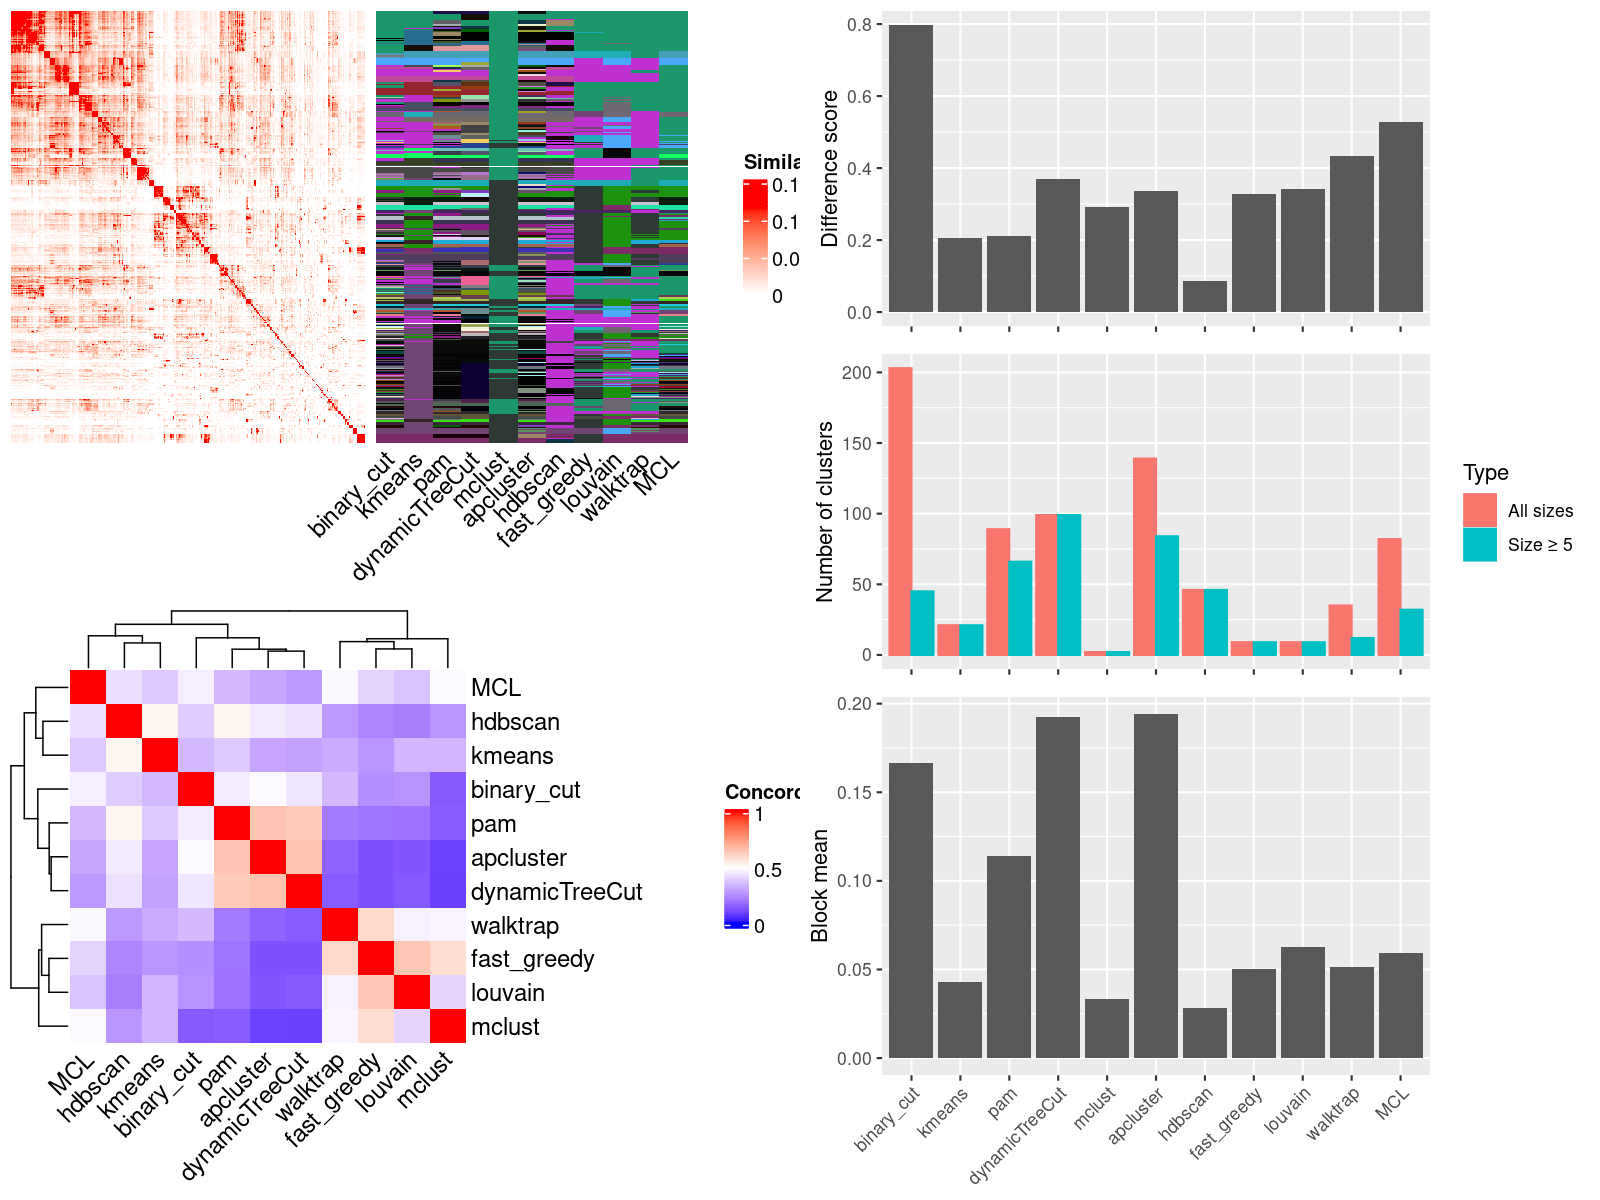 Simila
0.1
0.1
0.0
0
binary_cut
kmeans
pam
dynamicTreeCut
mclust
apcluster
hdbscan
fast_greedy
louvain
walktrap
MCL
MCL
hdbscan
kmeans
binary_cut
pam
apcluster
dynamicTreeCut
walktrap
fast_greedy
louvain
mclust
MCL
hdbscan
kmeans
binary_cut
pam
apcluster
dynamicTreeCut
walktrap
fast_greedy
louvain
mclust
Concord
1
0.5
0
Difference score
0.8
0.6
0.4
0.2
0.0
Number of clusters
200
150
100
50
0
Type
All sizes
Size ≥ 5
Block mean
0.20
0.15
0.10
0.05
0.00
binary_cut
kmeans
pam
dynamicTreeCut
mclust
apcluster
hdbscan
fast_greedy
louvain
walktrap
MCL